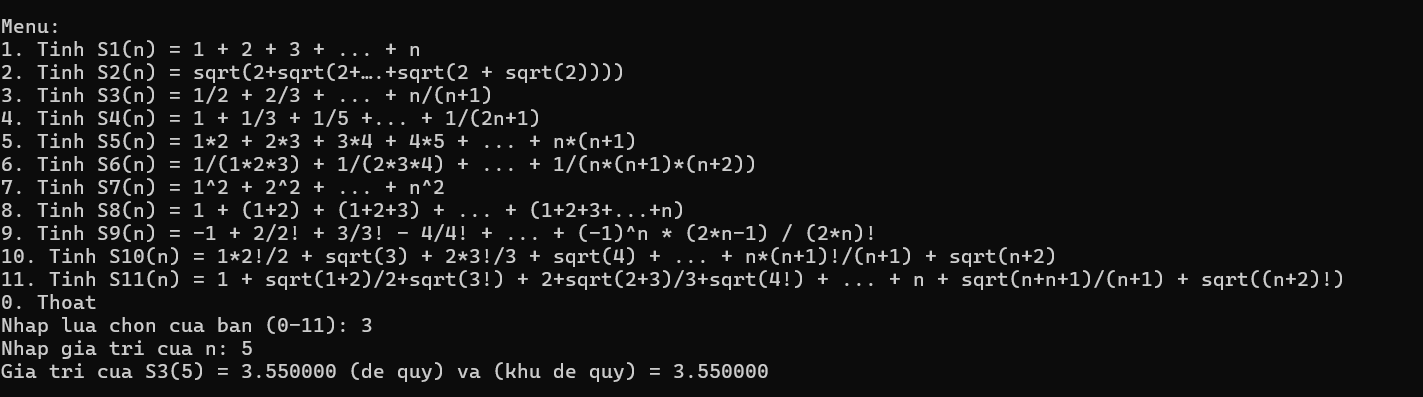 Menu:
1. Tinh S1(n) = 1 + 2 + 3 + ... + n
2. Tinh S2(n) = sqrt(2+sqrt(2+….+sqrt(2 + sqrt(2))))
3. Tinh S3(n) = 1/2 + 2/3 + ... + n/(n+1)
4. Tinh S4(n) = 1 + 1/3 + 1/5 +... + 1/(2n+1)
5. Tinh S5(n) = 1*2 + 2*3 + 3*4 + 4*5 + ... + n*(n+1)
6. Tinh S6(n) = 1/(1*2*3) + 1/(2*3*4) + ... + 1/(n*(n+1)*(n+2))
7. Tinh S7(n) = 1^2 + 2^2 + ... + n^2
8. Tinh S8(n) = 1 + (1+2) + (1+2+3) + ... + (1+2+3+...+n)
9. Tinh S9(n) = -1 + 2/2! + 3/3! - 4/4! + ... + (-1)^n * (2*n-1) / (2*n)!
10. Tinh S10(n) = 1*2!/2 + sqrt(3) + 2*3!/3 + sqrt(4) + ... + n*(n+1)!/(n+1) + sqrt(n+2)
11. Tinh S11(n) = 1 + sqrt(1+2)/2+sqrt(3!) + 2+sqrt(2+3)/3+sqrt(4!) + ... + n + sqrt(n+n+1)/(n+1) + sqrt((n+2)!)
0. Thoat
Nhap lua chon cua ban (0-11): 3
Nhap gia tri cua n: 5
Gia tri cua S3(5) = 3.550000 (de quy) va (khu de quy) = 3.550000